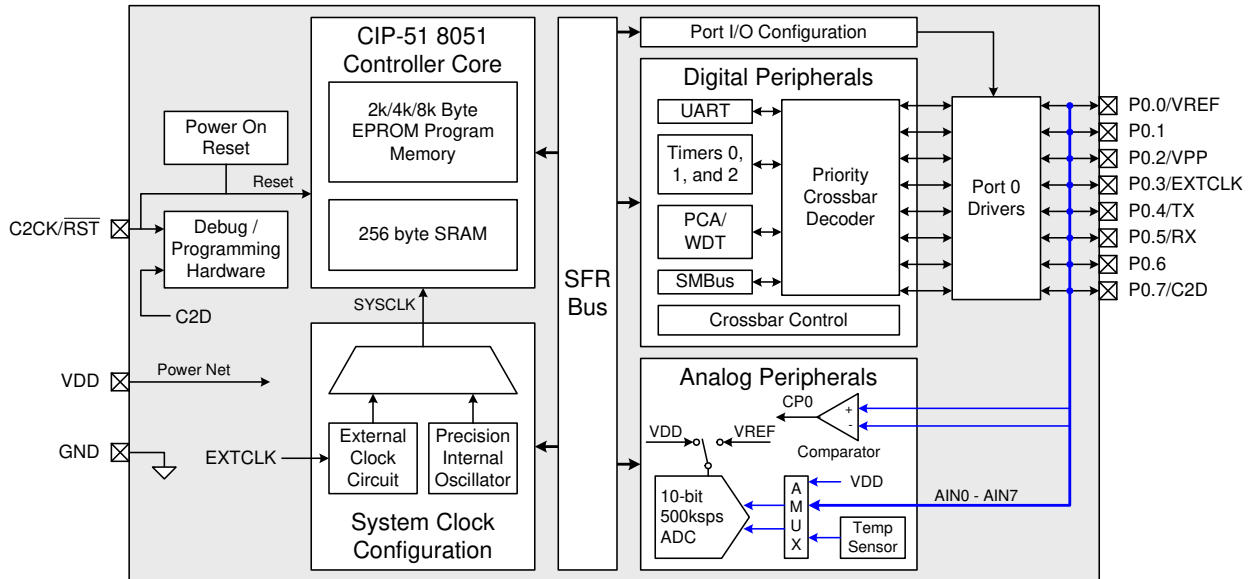 CIP-51 8051
Controller Core
2k/4k/8k Byte
EPROM Program
Memory
256 byte SRAM
Power On
Reset
Reset
C2CK/RST
Debug /
Programming
Hardware
C2D
SYSCLK
VDD
Power Net
GND
EXTCLK
External
Clock
Circuit
Precision
Internal
Oscillator
System Clock
Configuration
SFR
Bus
Port I/O Configuration
Digital Peripherals
UART
Timers 0,
1, and 2
PCA/
WDT
SMBus
Priority
Crossbar
Decoder
Crossbar Control
Port 0
Drivers
P0.0/VREF
P0.1
P0.2/VPP
P0.3/EXTCLK
P0.4/TX
P0.5/RX
P0.6
P0.7/C2D
Analog Peripherals
CP0
+
-
Comparator
VDD
VREF
10-bit
500ksps
ADC
A
M
U
X
VDD
AIN0 - AIN7
Temp
Sensor